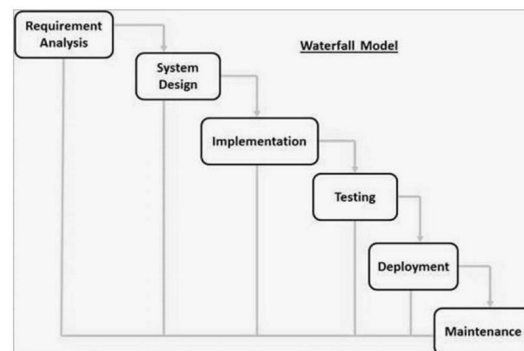 Requirement
Analysis
Waterfall Model
System
Design
Implementation
Testing
Deployment
Maintenance